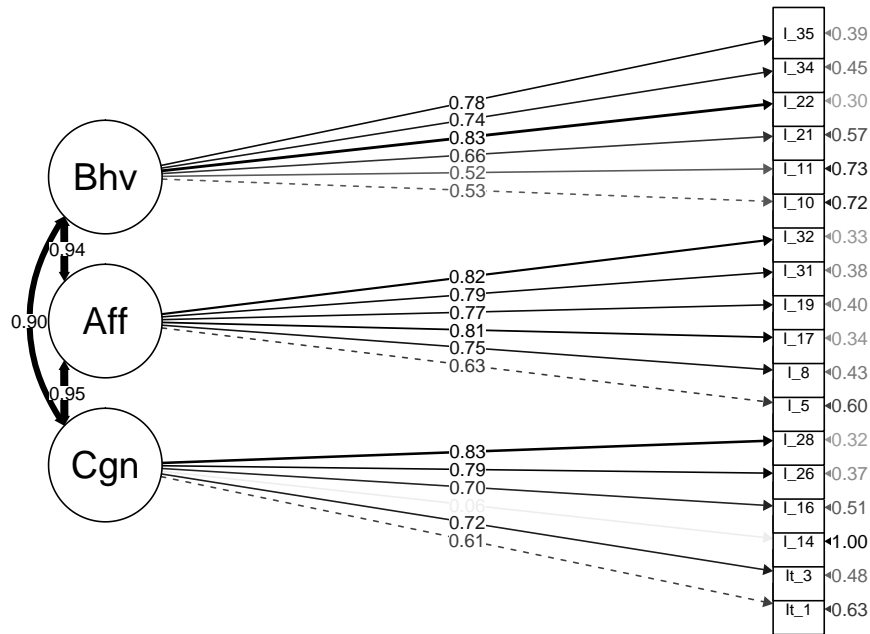 I_35 0.39
I_34 0.45
I_22 0.30
I_21 0.57
I_11 0.73
I_10 0.72
I_32 0.33
I_31 0.38
I_19 0.40
I_17 0.34
I_8 0.43
I_5 0.60
I_28 0.32
I_26 0.37
I_16 0.51
I_14 1.00
It_3 0.48
It_1 0.63
0.78
0.74
0.83
0.66
0.52
0.53
0.82
0.79
0.77
0.81
0.75
0.63
0.83
0.79
0.70
0.06
0.72
0.61
Bhv
0.94
0.90
Aff
0.95
Cgn